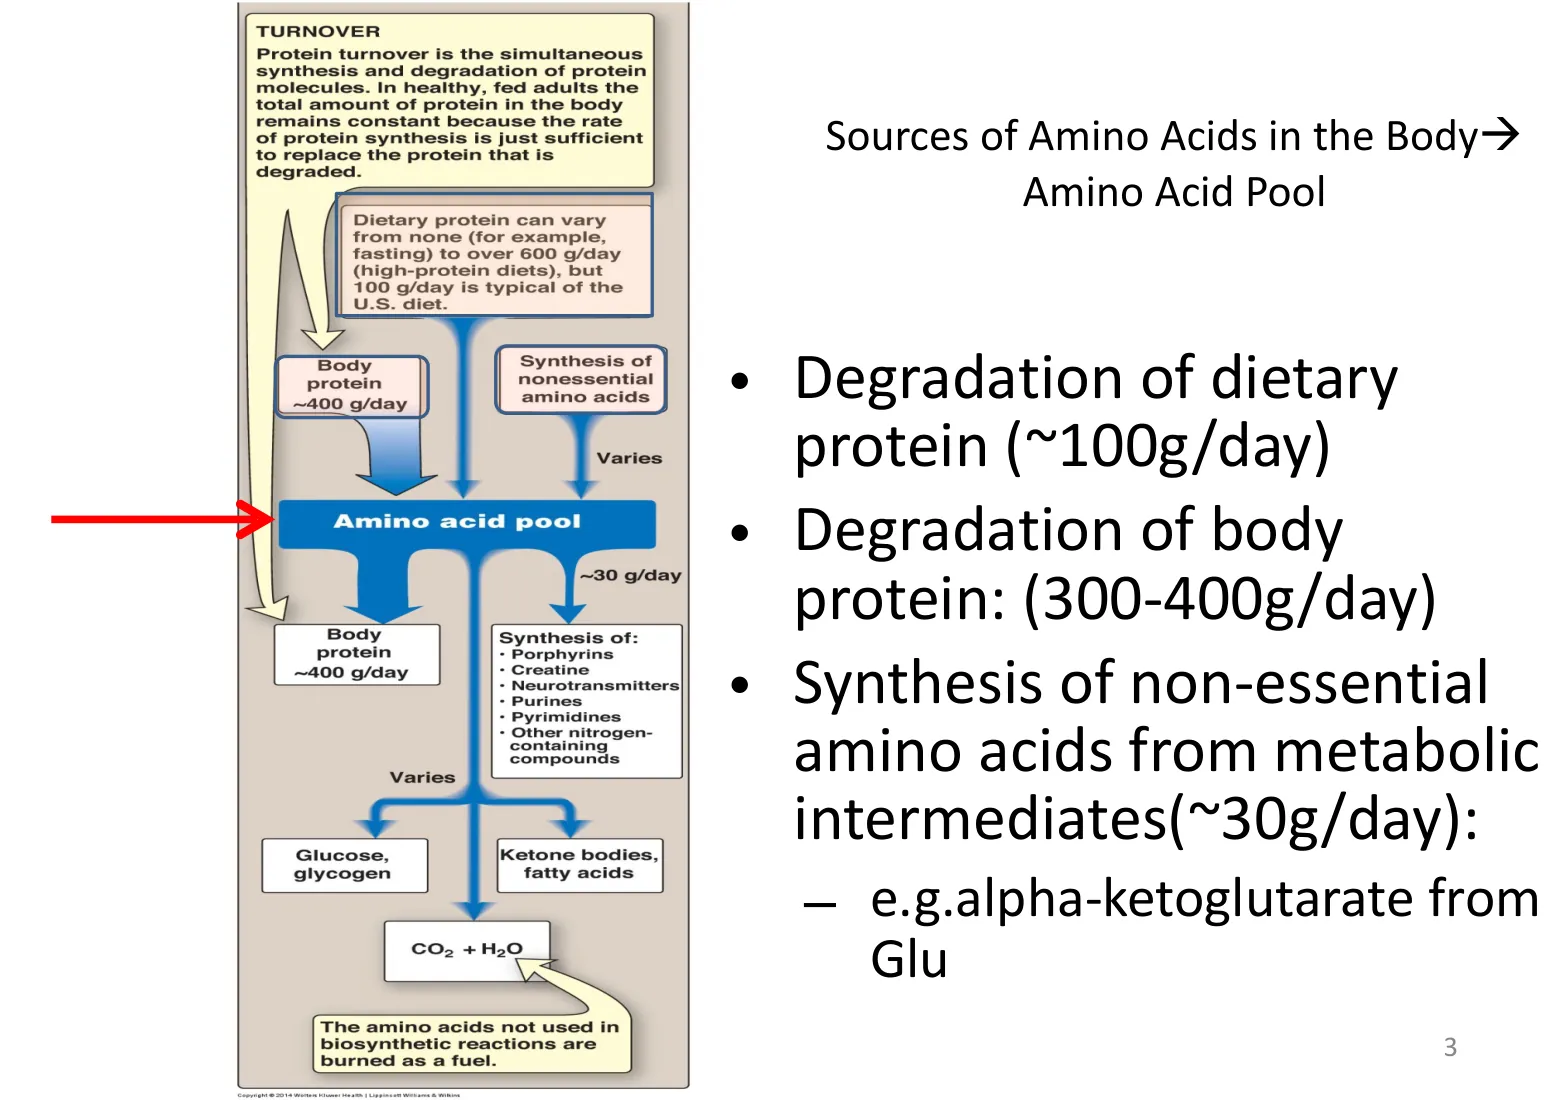 TURNOVER
Protein turnover is the simultaneous
synthesis and degradation of protein
molecules. In healthy, fed adults the
total amount of protein in the body
remains constant because the rate
of protein synthesis is just sufficient
to replace the protein that is
degraded.
Dietary protein can vary
from none (for example,
fasting) to over 600 g/day
(high-protein diets), but
100 g/day is typical of the
U.S. diet.
Body
protein
~400 g/day
Synthesis of
nonessential
amino acids
Varies
Amino acid pool
~30 g/day
Body
protein
~400 g/day
Synthesis of:
· Porphyrins
· Creatine
· Neurotransmitters
· Purines
· Pyrimidines
· Other nitrogen-
containing
compounds
Varies
Glucose,
glycogen
Ketone bodies,
fatty acids
CO₂ + H₂O
The amino acids not used in
biosynthetic reactions are
burned as a fuel.
Copyright © 2014 Wolters Kluwer Health | Lippincott Williams & Wilkins
Sources of Amino Acids in the Body→
Amino Acid Pool
• Degradation of dietary
protein (~100g/day)
• Degradation of body
protein: (300-400g/day)
• Synthesis of non-essential
amino acids from metabolic
intermediates(~30g/day):
– e.g.alpha-ketoglutarate from
Glu
3